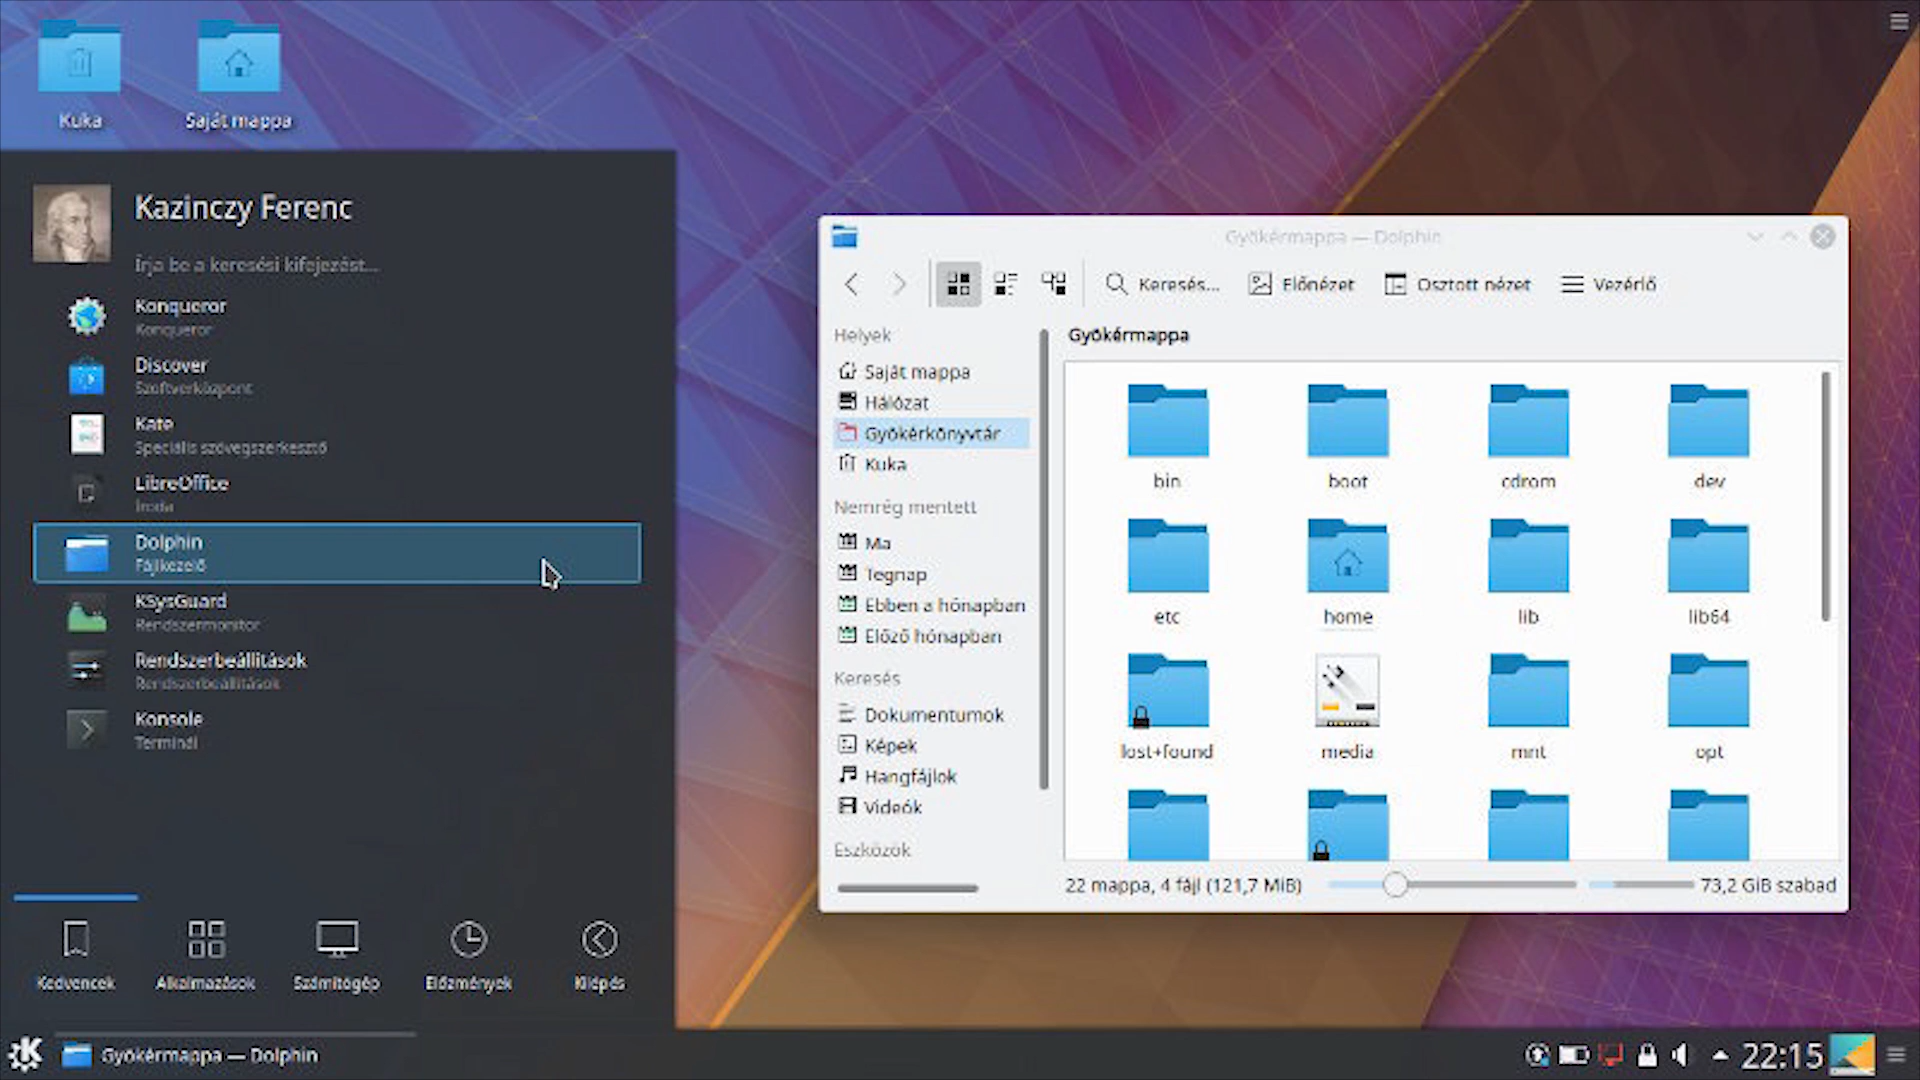 Kuka
Saját mappa
Kazinczy Ferenc
Írja be a keresési kifejezést...
Konqueror
Konqueror
Discover
Szoftverközpont
Kate
Speciális szövegszerkesztő
LibreOffice
Iroda
Dolphin
Fájlkezelő
KSysGuard
Rendszermonitor
Rendszerbeállítások
Rendszerbeállítások
Konsole
Terminál
Kedvencek
Alkalmazások
Számítógép
Előzmények
Kilépés
Gyökérmappa — Dolphin
Keresés...
Előnézet
Osztott nézet
Vezérlő
Helyek
Saját mappa
Hálózat
Gyökérkönyvtár
Kuka
Nemrég mentett
Ma
Tegnap
Ebben a hónapban
Előző hónapban
Keresés
Dokumentumok
Képek
Hangfájlok
Videók
Eszközök
Gyökérmappa
bin
boot
cdrom
dev
etc
home
lib
lib64
lost+found
media
mnt
opt
22 mappa, 4 fájl (121,7 MiB)
73,2 GiB szabad
Gyökérmappa — Dolphin
22:15